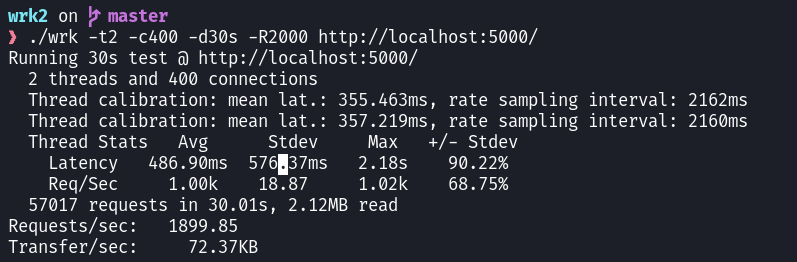 wrk2 on master
❯ ./wrk -t2 -c400 -d30s -R2000 http://localhost:5000/
Running 30s test @ http://localhost:5000/
  2 threads and 400 connections
  Thread calibration: mean lat.: 355.463ms, rate sampling interval: 2162ms
  Thread calibration: mean lat.: 357.219ms, rate sampling interval: 2160ms
  Thread Stats   Avg      Stdev     Max   +/- Stdev
    Latency   486.90ms  576.37ms   2.18s    90.22%
    Req/Sec     1.00k    18.87     1.02k    68.75%
  57017 requests in 30.01s, 2.12MB read
Requests/sec:   1899.85
Transfer/sec:     72.37KB